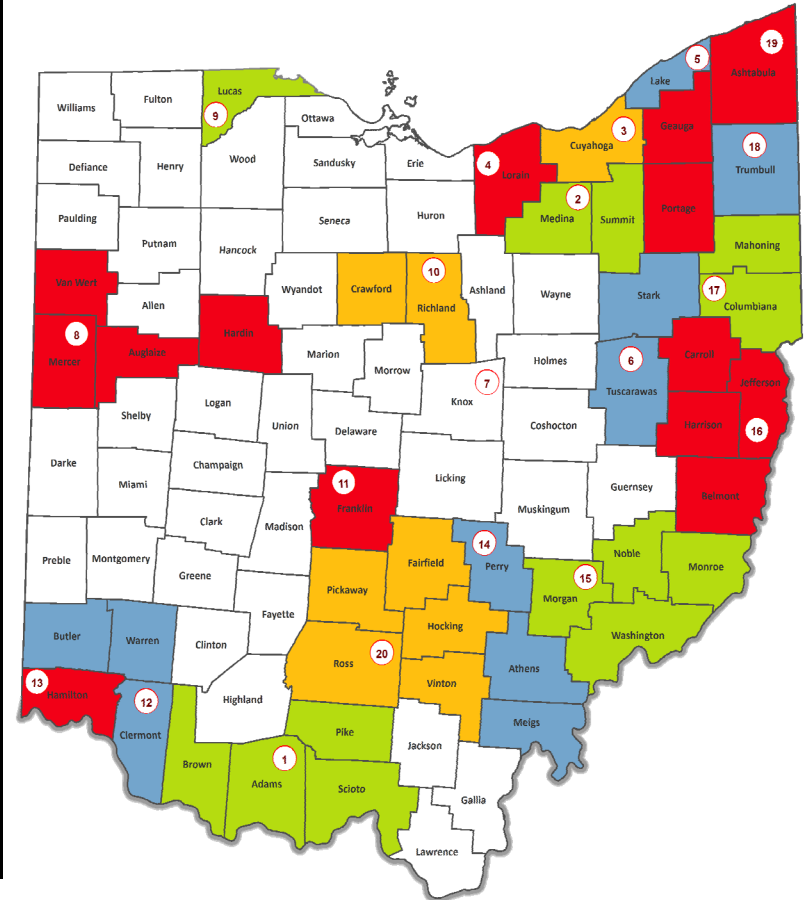 19
Ashtabula
5
Lake
Lucas
9
Fulton
Williams
Ottawa
3
Cuyahoga
Geauga
18
Trumbull
4
Lorain
Wood
Henry
Defiance
Sandusky
Erie
2
Medina
Summit
Portage
Paulding
Putnam
Seneca
Huron
Hancock
Mahoning
Van Wert
Allen
Wyandot
Crawford
10
Richland
Ashland
Wayne
Stark
17
Columbiana
8
Mercer
Auglaize
Hardin
Marion
Morrow
Holmes
6
Tuscarawas
Carroll
Jefferson
7
Knox
Shelby
Logan
Union
Delaware
Coshocton
Harrison
16
Darke
Miami
Champaign
Licking
Guernsey
Belmont
11
Franklin
Muskingum
Clark
Madison
14
Perry
Noble
Monroe
Preble
Montgomery
Greene
Fairfield
Pickaway
15
Morgan
Fayette
Hocking
Washington
Butler
Warren
Clinton
20
Ross
Vinton
Athens
13
Hamilton
12
Clermont
Highland
Meigs
Pike
Jackson
Brown
1
Adams
Scioto
Gallia
Lawrence